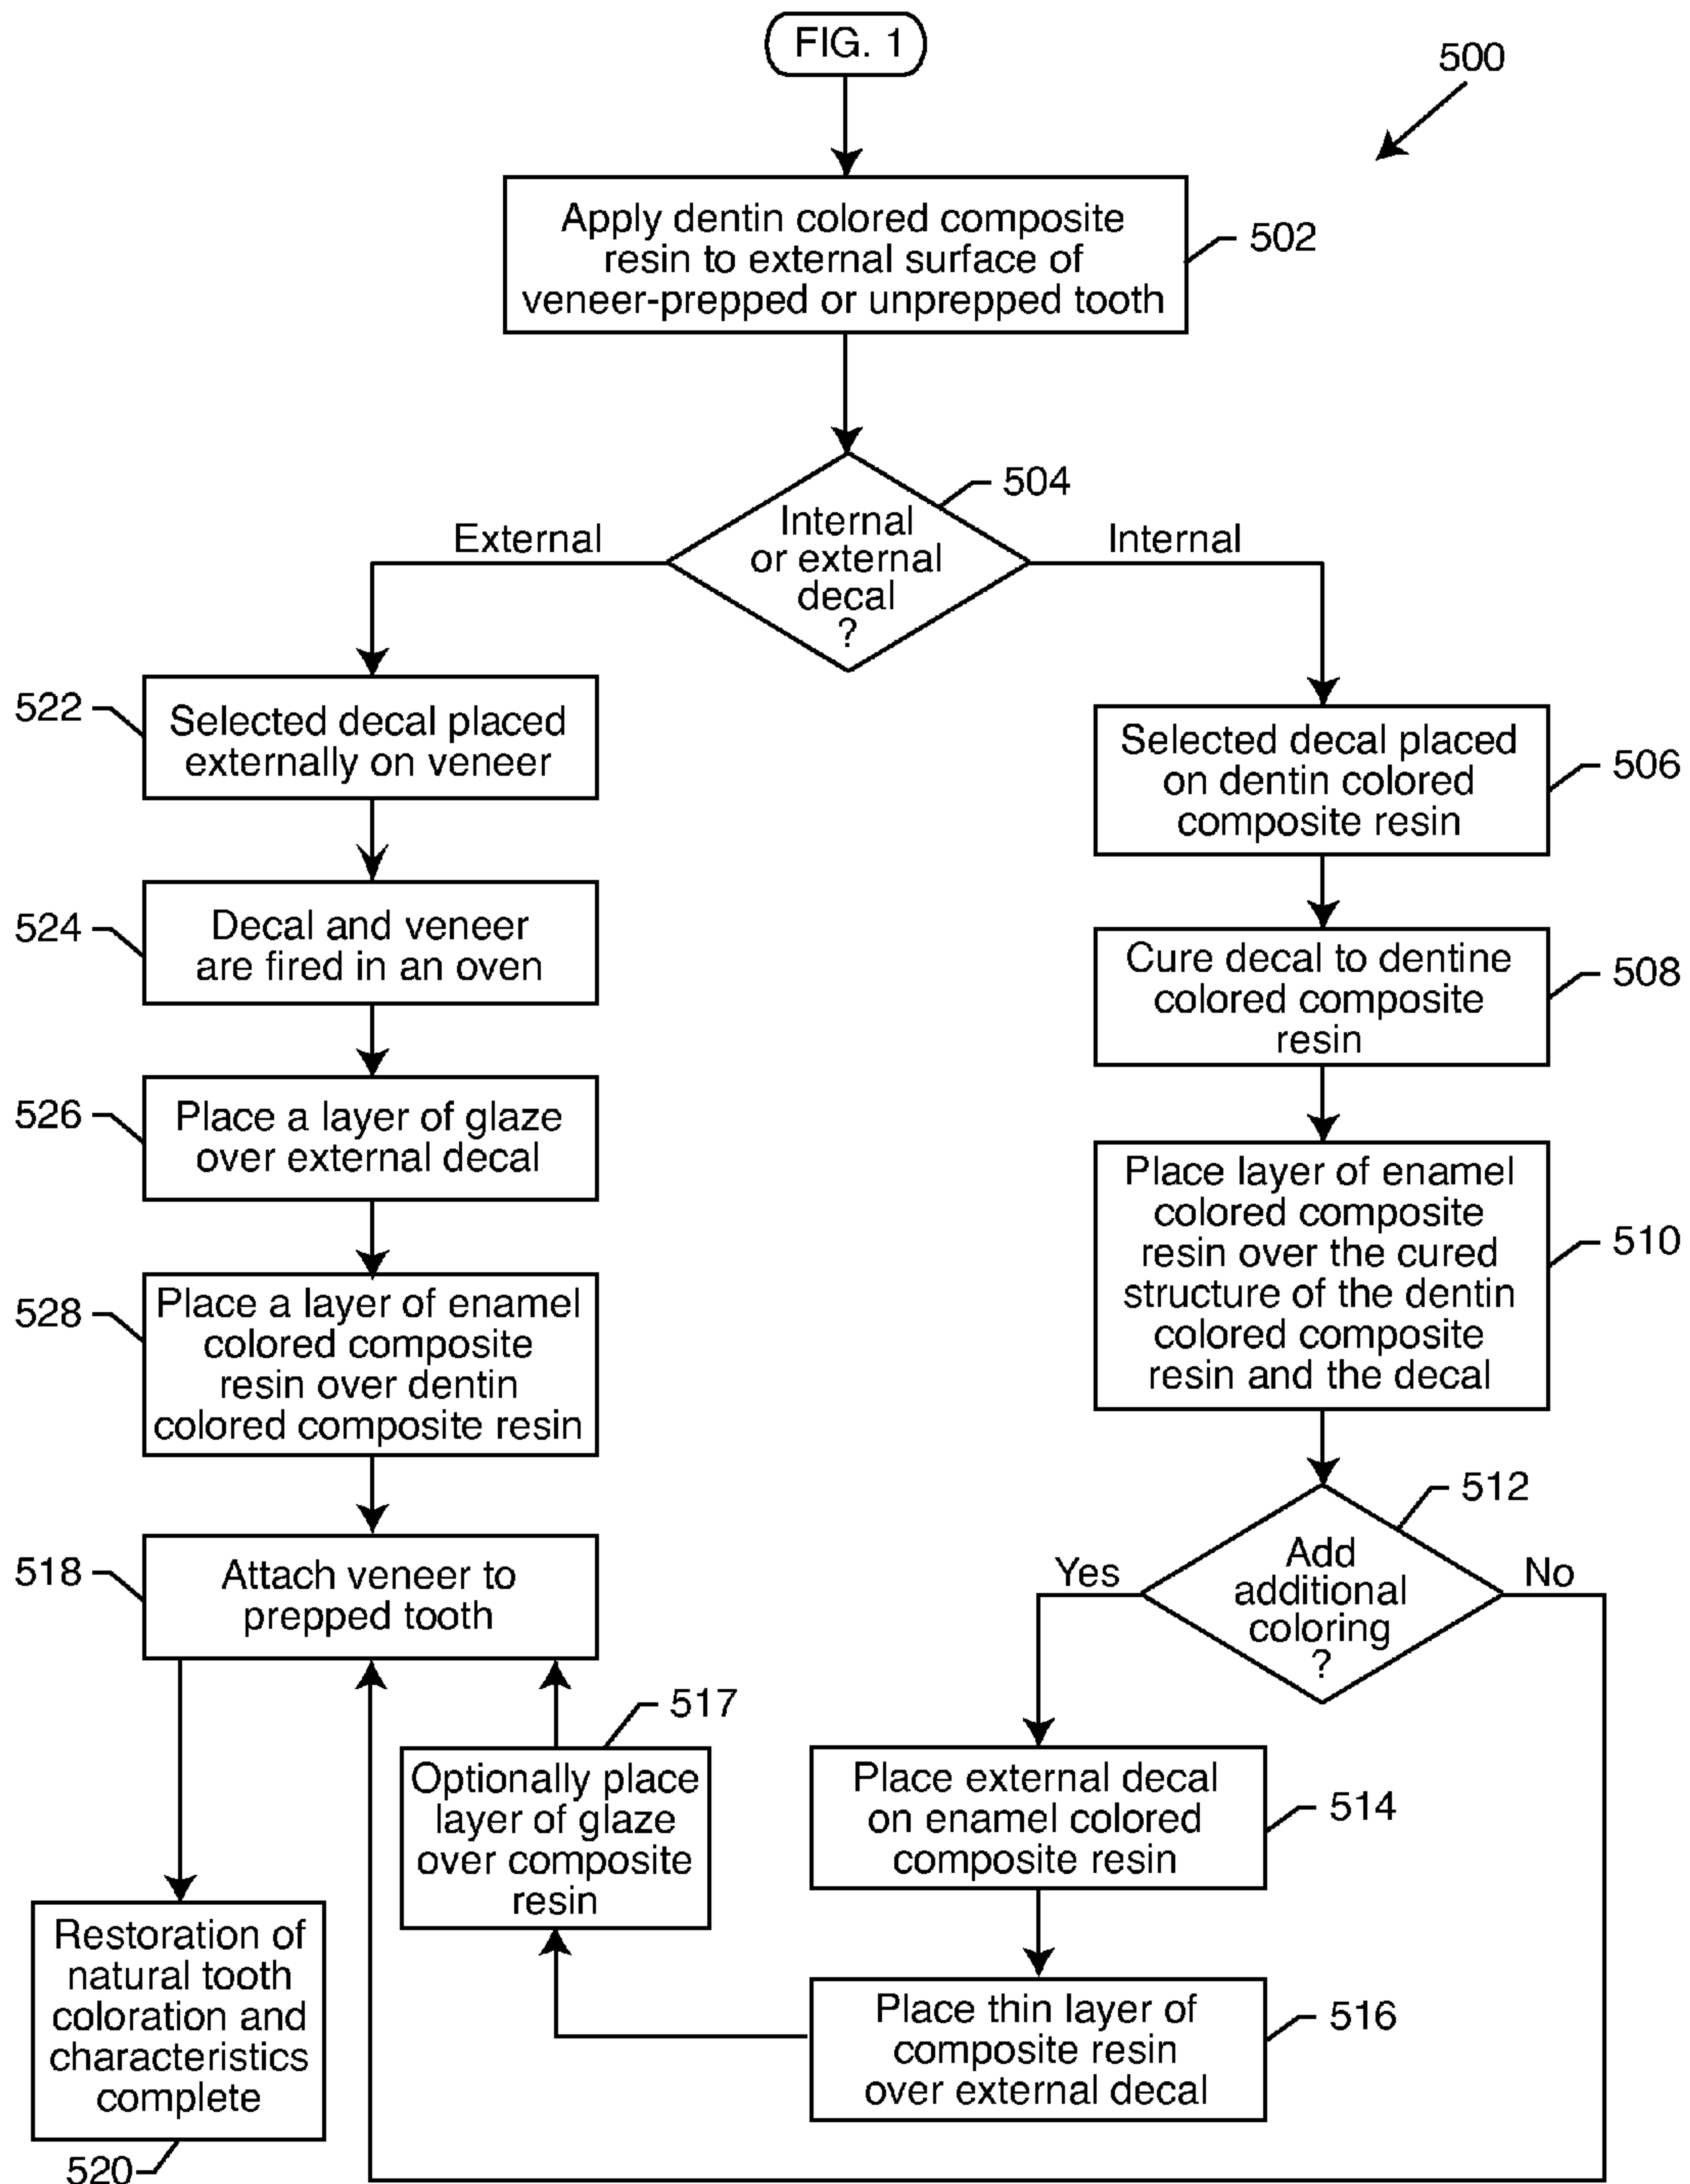 FIG. 1
500
Apply dentin colored composite
resin to external surface of
veneer-prepped or unprepped tooth
502
504
Internal
or external
decal
?
External
Internal
522
Selected decal placed
externally on veneer
524
Decal and veneer
are fired in an oven
526
Place a layer of glaze
over external decal
528
Place a layer of enamel
colored composite
resin over dentin
colored composite resin
518
Attach veneer to
prepped tooth
Restoration of
natural tooth
coloration and
characteristics
complete
520
517
Optionally place
layer of glaze
over composite
resin
Selected decal placed
on dentin colored
composite resin
506
Cure decal to dentine
colored composite
resin
508
Place layer of enamel
colored composite
resin over the cured
structure of the dentin
colored composite
resin and the decal
510
512
Add
additional
coloring
?
Yes
No
Place external decal
on enamel colored
composite resin
514
Place thin layer of
composite resin
over external decal
516